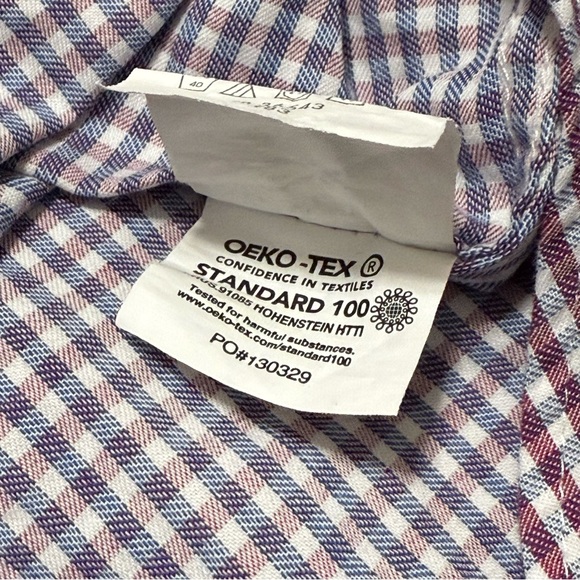 40
OEKO-TEX®
CONFIDENCE IN TEXTILES
STANDARD 100
.91085 HOHENSTEIN HTTI
Tested for harmful substances.
www.oeko-tex.com/standard100
PO#130329